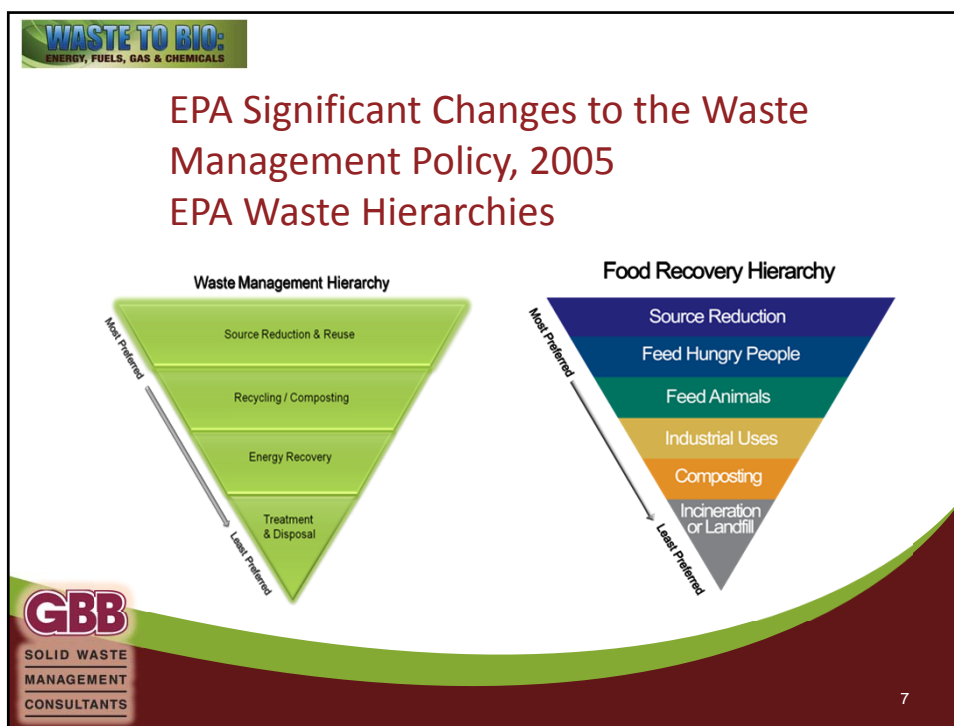 WASTE TO BIO:
ENERGY, FUELS, GAS & CHEMICALS
EPA Significant Changes to the Waste
Management Policy, 2005
EPA Waste Hierarchies
Waste Management Hierarchy
Most Preferred
Source Reduction & Reuse
Recycling / Composting
Energy Recovery
Treatment
& Disposal
Least Preferred
Food Recovery Hierarchy
Most Preferred
Source Reduction
Feed Hungry People
Feed Animals
Industrial Uses
Composting
Incineration
or Landfill
Least Preferred
GBB
SOLID WASTE
MANAGEMENT
CONSULTANTS
7